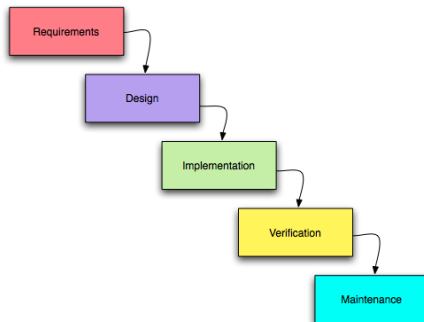 Requirements
Design
Implementation
Verification
Maintenance